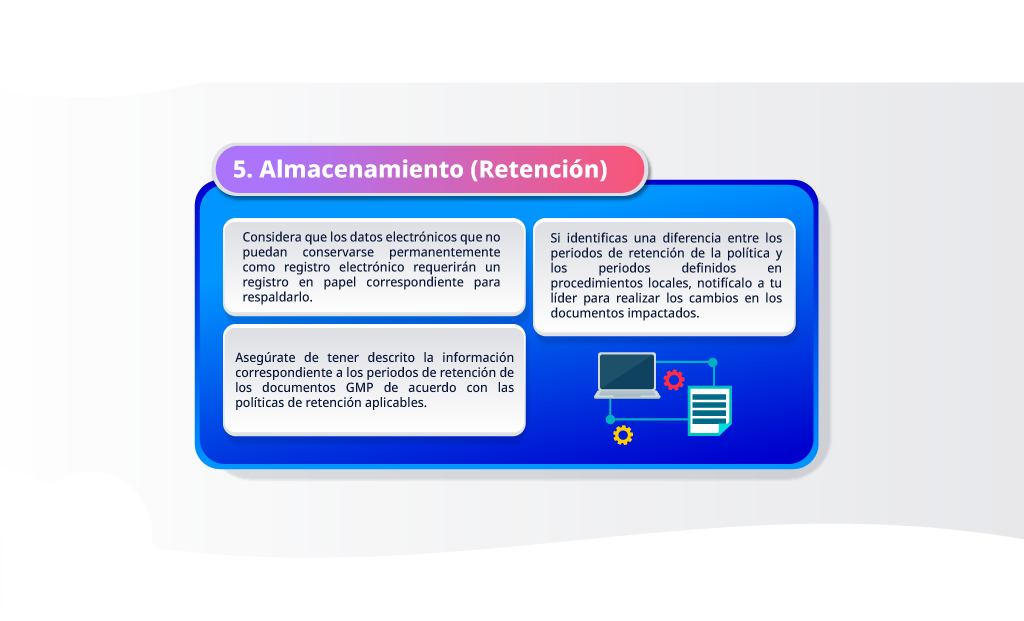 5. Almacenamiento (Retención)
Considera que los datos electrónicos que no
puedan conservarse permanentemente
como registro electrónico requerirán un
registro en papel correspondiente para
respaldarlo.
Asegúrate de tener descrito la información
correspondiente a los periodos de retención de
los documentos GMP de acuerdo con las
políticas de retención aplicables.
Si identificas una diferencia entre los
periodos de retención de la política y
los periodos definidos en
procedimientos locales, notifícalo a tu
líder para realizar los cambios en los
documentos impactados.